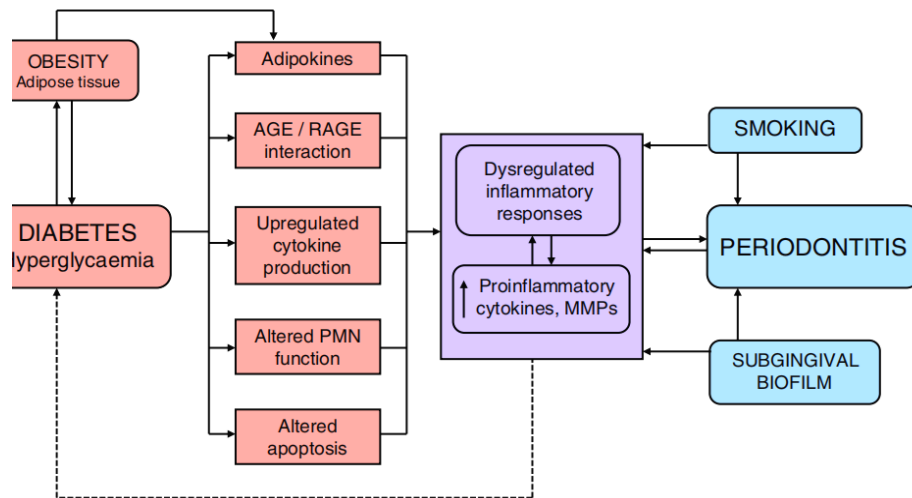 OBESITY
Adipose tissue
DIABETES
yperglycaemia
Adipokines
AGE / RAGE
interaction
Upregulated
cytokine
production
Altered PMN
function
Altered
apoptosis
Dysregulated
inflammatory
responses
Proinflammatory
cytokines, MMPs
SMOKING
PERIODONTITIS
SUBGINGIVAL
BIOFILM